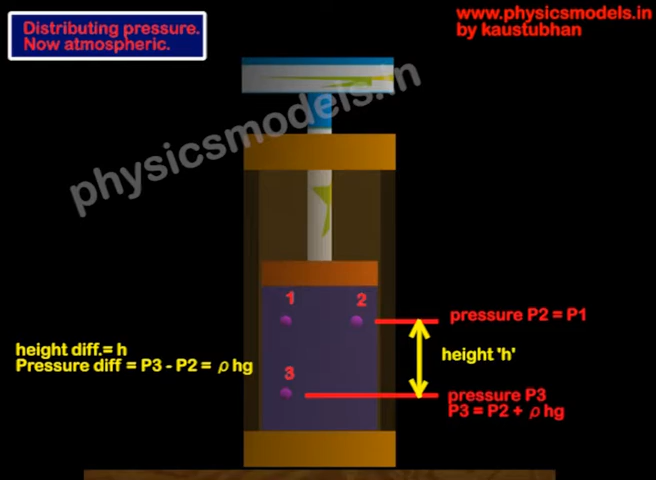 Distributing pressure.
Now atmospheric.
www.physicsmodels.in
by kaustubhan
physicsmodels.in
1
2
pressure P2 = P1
height diff.= h
Pressure diff = P3 - P2 = ρhg
height 'h'
3
pressure P3
P3 = P2 + ρhg